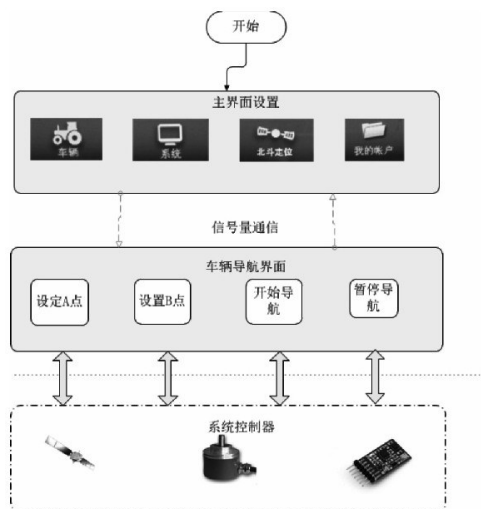 开始
主界面设置
车辆
系统
北斗定位
我的帐户
信号量通信
车辆导航界面
设定A点
设置B点
开始导
航
暂停导
航
系统控制器